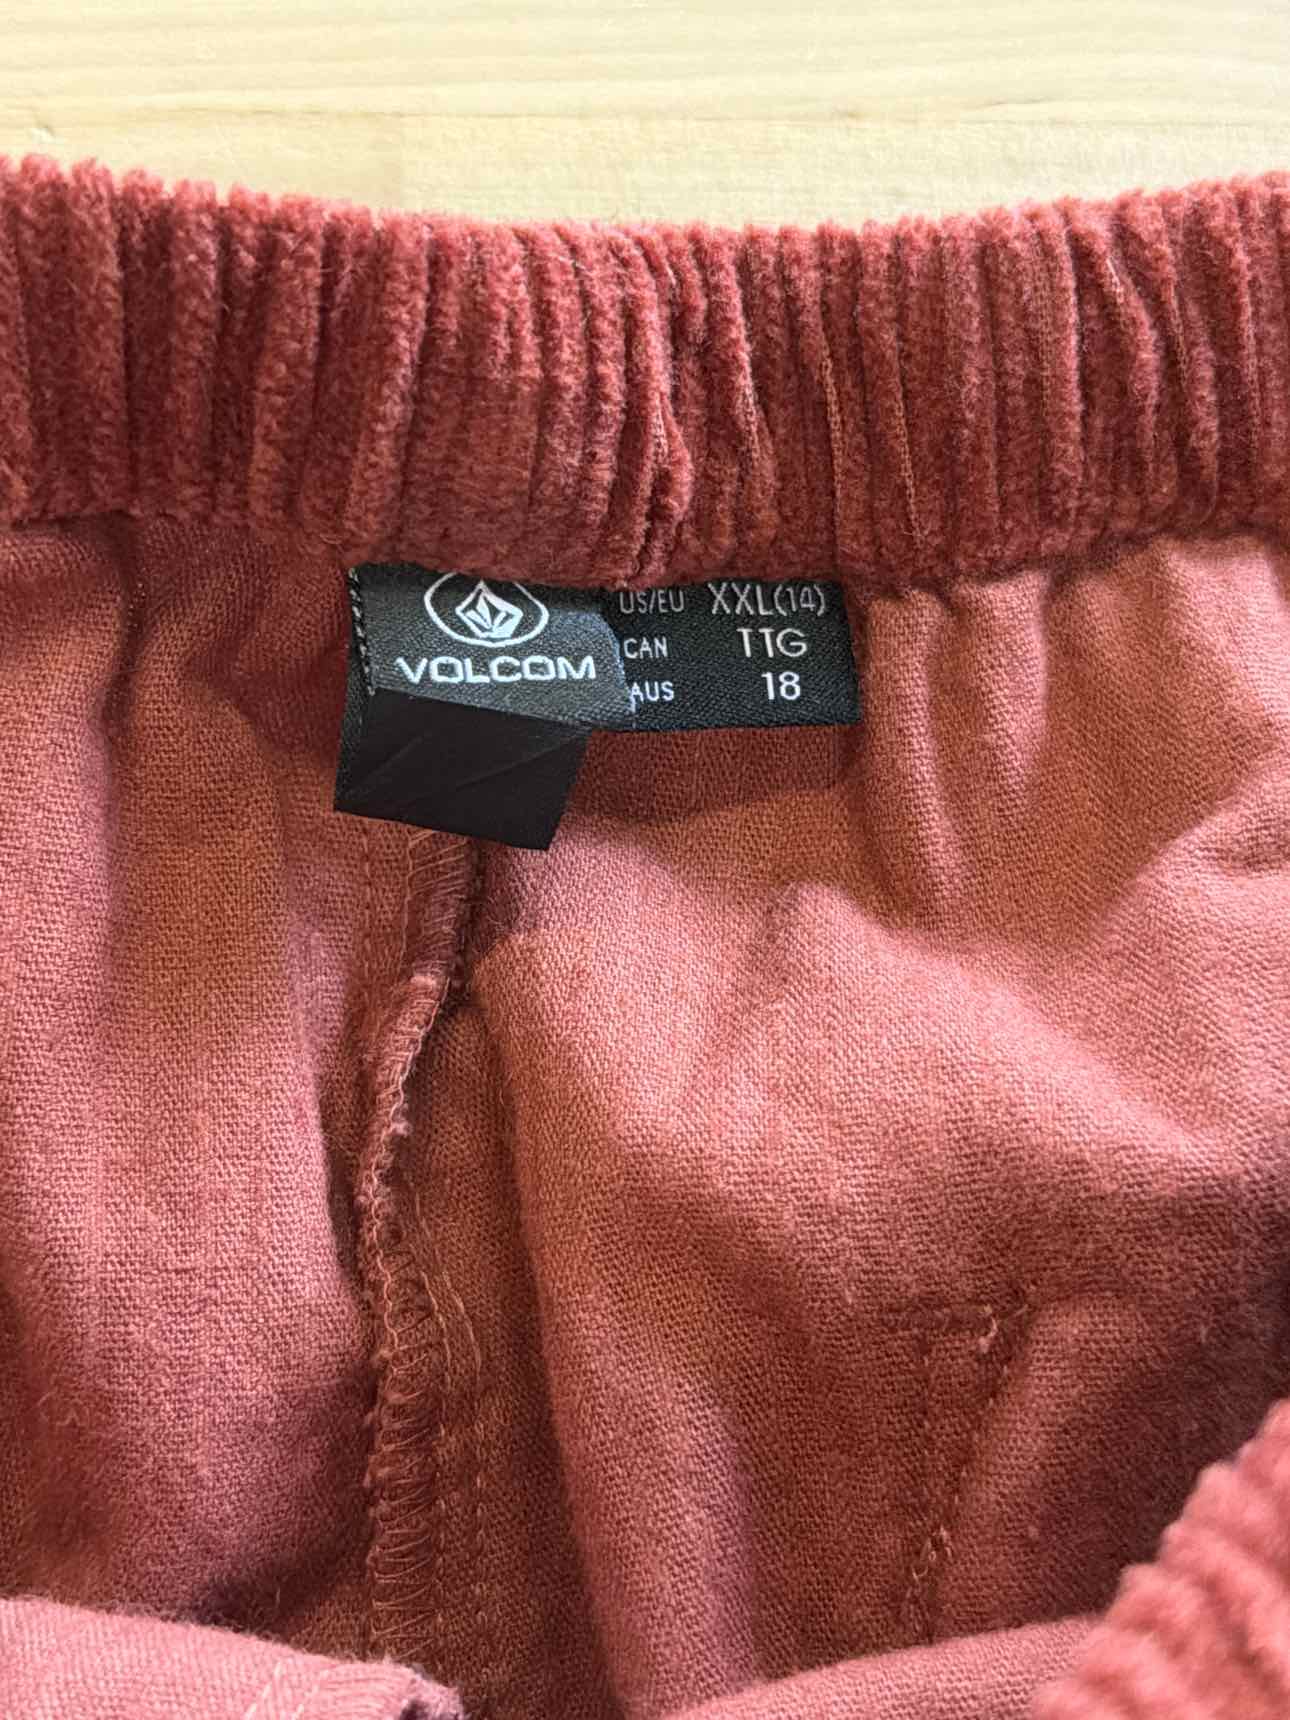 VOLCOM
US/EU XXL(14)
CAN TTG
AUS 18